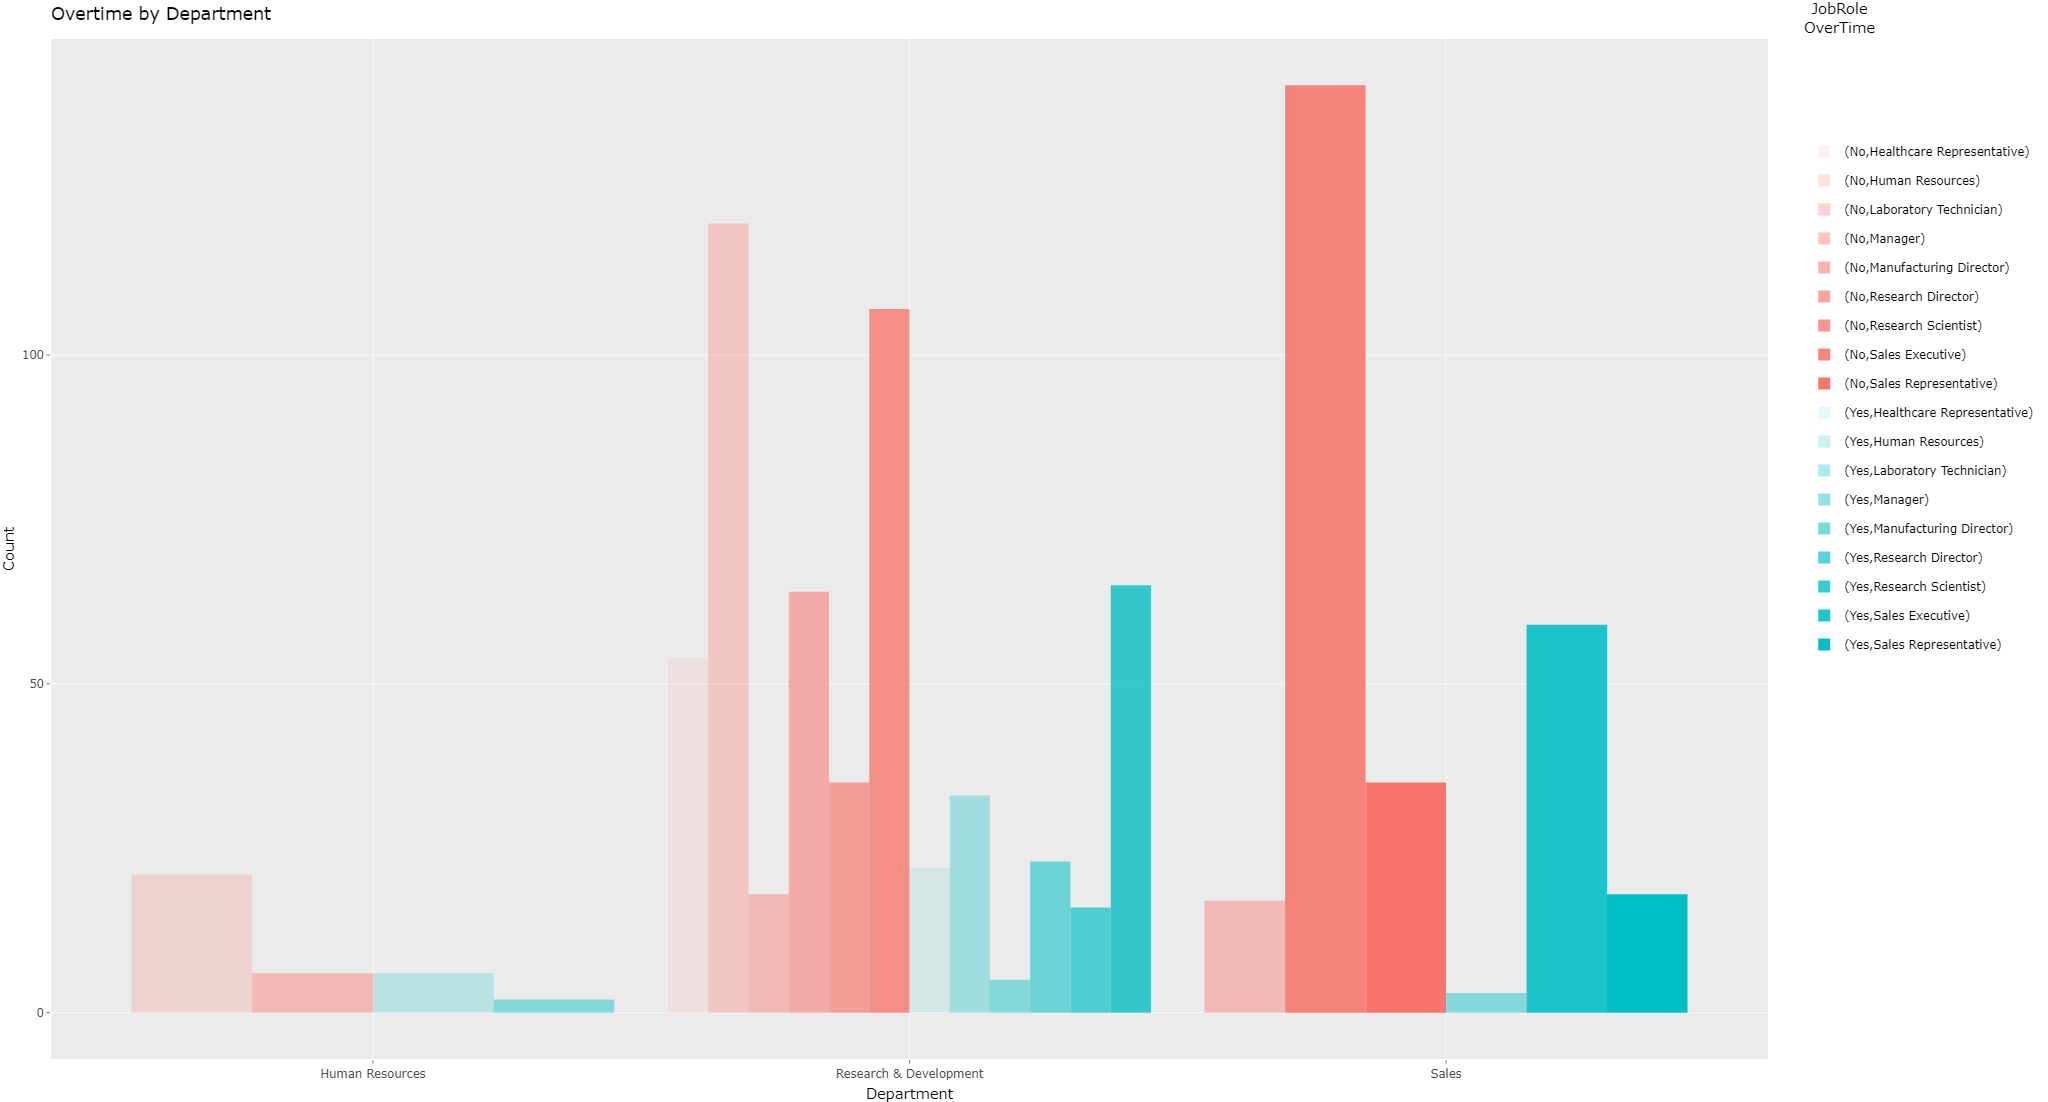 Overtime by Department
JobRole
OverTime
(No,Healthcare Representative)
(No,Human Resources)
(No,Laboratory Technician)
(No,Manager)
(No,Manufacturing Director)
(No,Research Director)
(No,Research Scientist)
(No,Sales Executive)
(No,Sales Representative)
(Yes,Healthcare Representative)
(Yes,Human Resources)
(Yes,Laboratory Technician)
(Yes,Manager)
(Yes,Manufacturing Director)
(Yes,Research Director)
(Yes,Research Scientist)
(Yes,Sales Executive)
(Yes,Sales Representative)
Count
100
50
0
Human Resources
Research & Development
Sales
Department